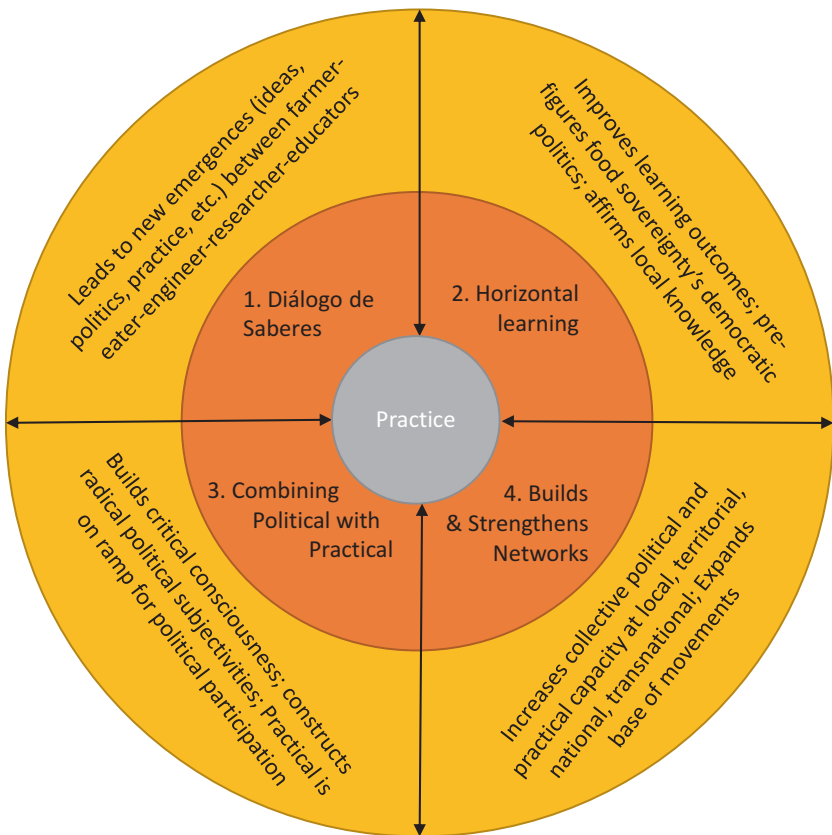 Leads to new emergences (ideas,
politics, practice, etc.) between farmer-
eater-engineer-researcher-educators
Improves learning outcomes; pre-
figures food sovereignty's democratic
politics; affirms local knowledge
1. Diálogo de
Saberes
2. Horizontal
learning
Practice
3. Combining
Political with
Practical
4. Builds
& Strengthens
Networks
Builds critical consciousness; constructs
radical political subjectivities; Practical is
on ramp for political participation
Increases collective political and
practical capacity at local, territorial,
national, transnational; Expands
base of movements